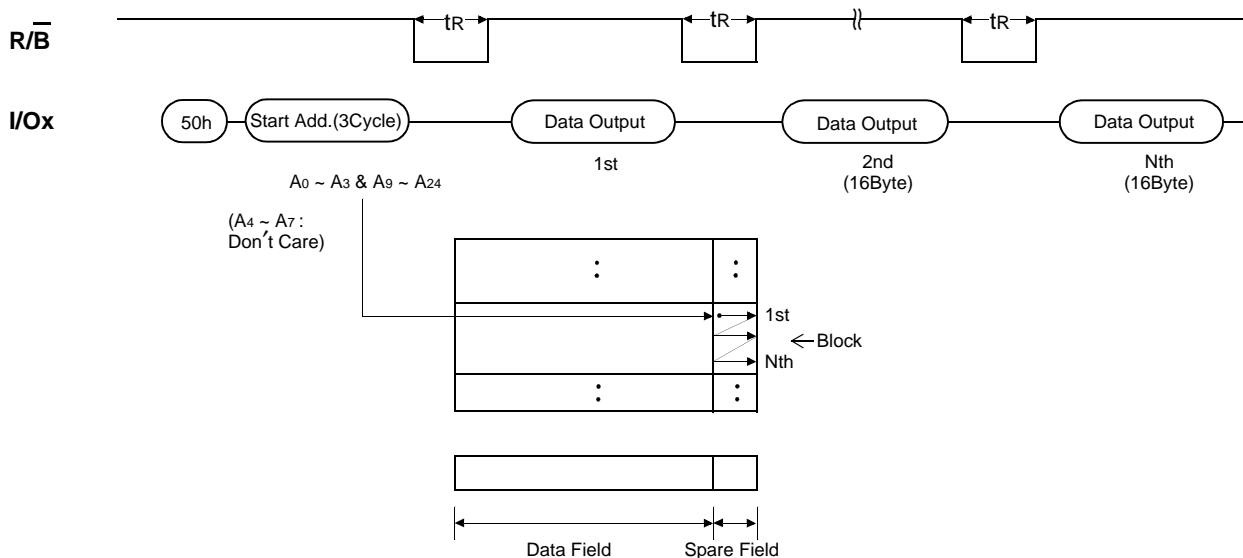 R/B
tR
tR
tR
I/Ox
50h
Start Add.(3Cycle)
Data Output
Data Output
Data Output
1st
2nd
(16Byte)
Nth
(16Byte)
A0 ~ A3 & A9 ~ A24
(A4 ~ A7 :
Don't Care)
1st
Block
Nth
Data Field
Spare Field